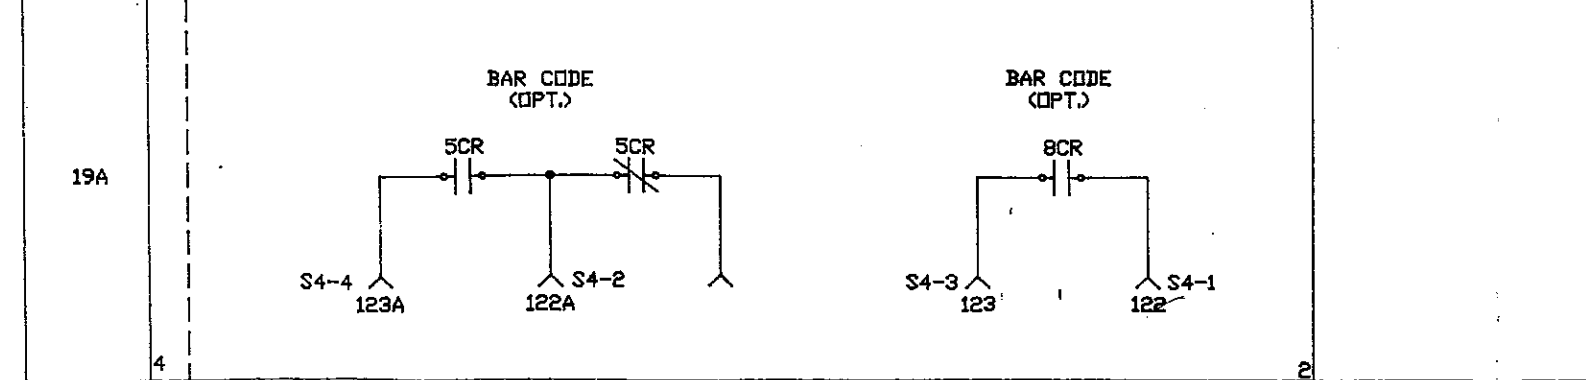 BAR CODE
(OPT.)
BAR CODE
(OPT.)
5CR
5CR
8CR
19A
S4-4
S4-2
S4-3
S4-1
123A
122A
123
122
4
2